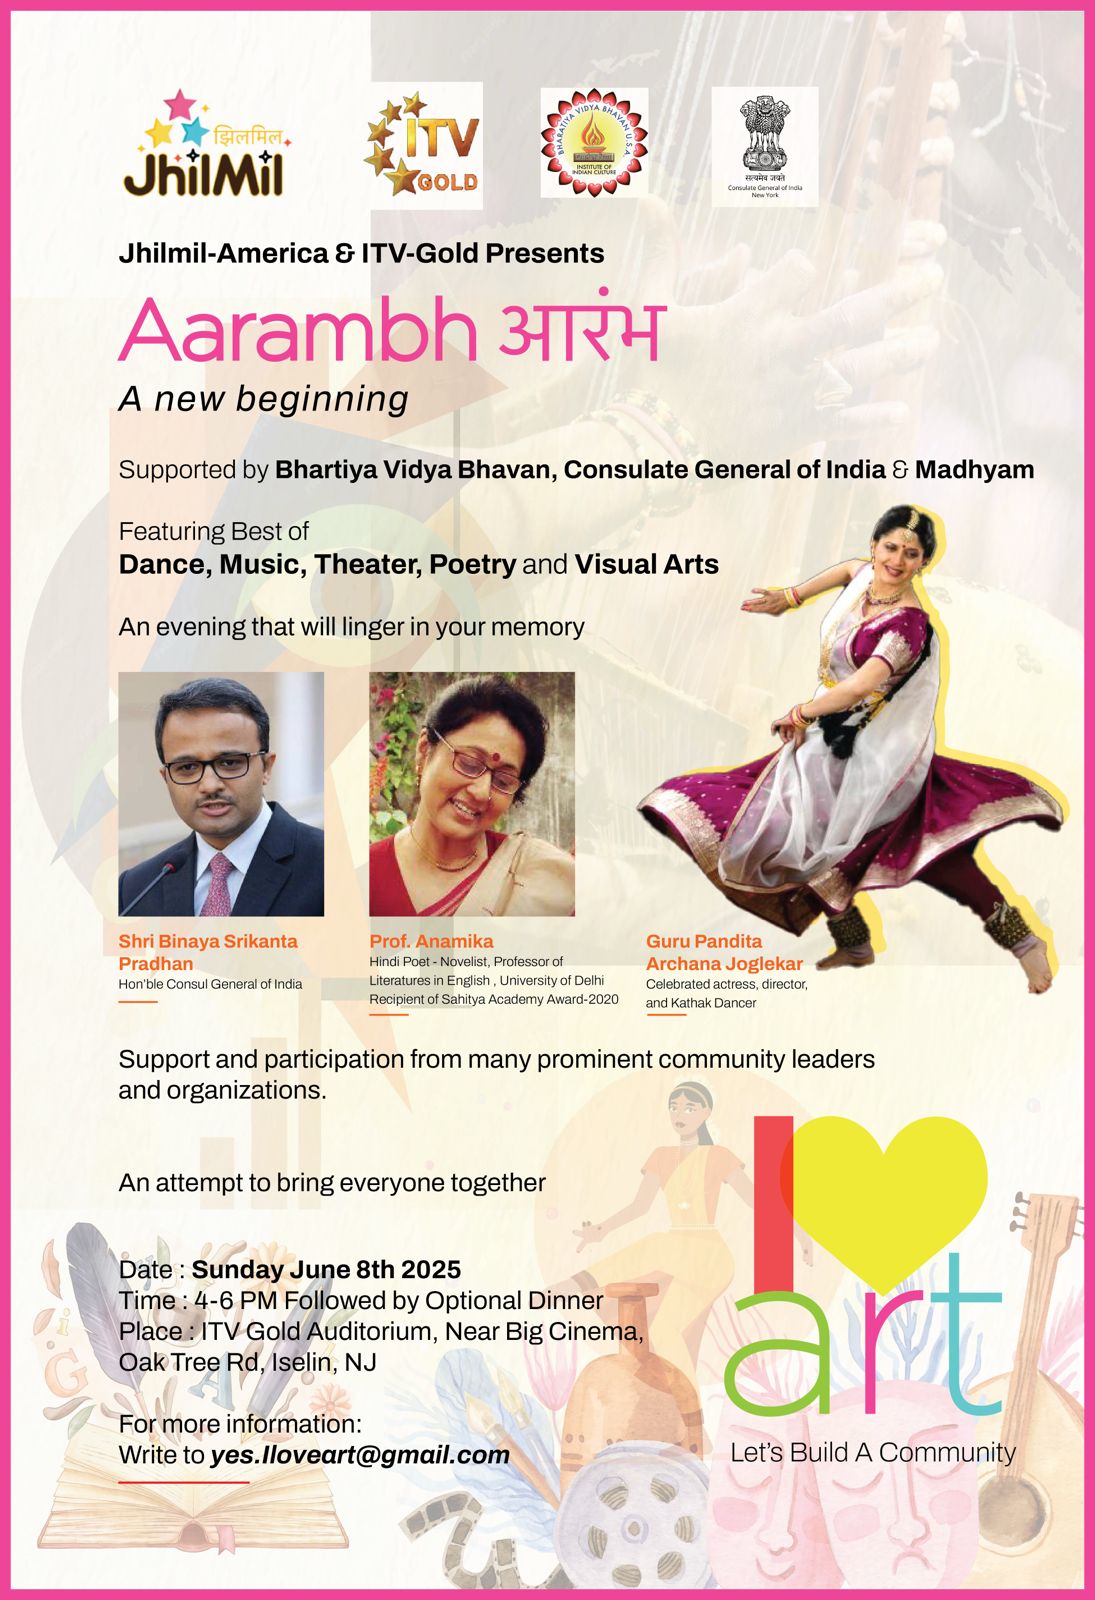 झिलमिल
JhilMil
ITV
GOLD
BHARATIYA VIDYA BHAVAN U.S.A
INSTITUTE OF
INDIAN CULTURE
सत्यमेव जयते
Consulate General of India
New York
Jhilmil-America & ITV-Gold Presents
Aarambh आरंभ
A new beginning
Supported by Bhartiya Vidya Bhavan, Consulate General of India & Madhyam
Featuring Best of
Dance, Music, Theater, Poetry and Visual Arts
An evening that will linger in your memory
Shri Binaya Srikanta
Pradhan
Hon'ble Consul General of India
Prof. Anamika
Hindi Poet - Novelist, Professor of
Literatures in English , University of Delhi
Recipient of Sahitya Academy Award-2020
Guru Pandita
Archana Joglekar
Celebrated actress, director,
and Kathak Dancer
Support and participation from many prominent community leaders
and organizations.
An attempt to bring everyone together
Date : Sunday June 8th 2025
Time : 4-6 PM Followed by Optional Dinner
Place : ITV Gold Auditorium, Near Big Cinema,
Oak Tree Rd, Iselin, NJ
For more information:
Write to yes.Iloveart@gmail.com
I
art
Let's Build A Community